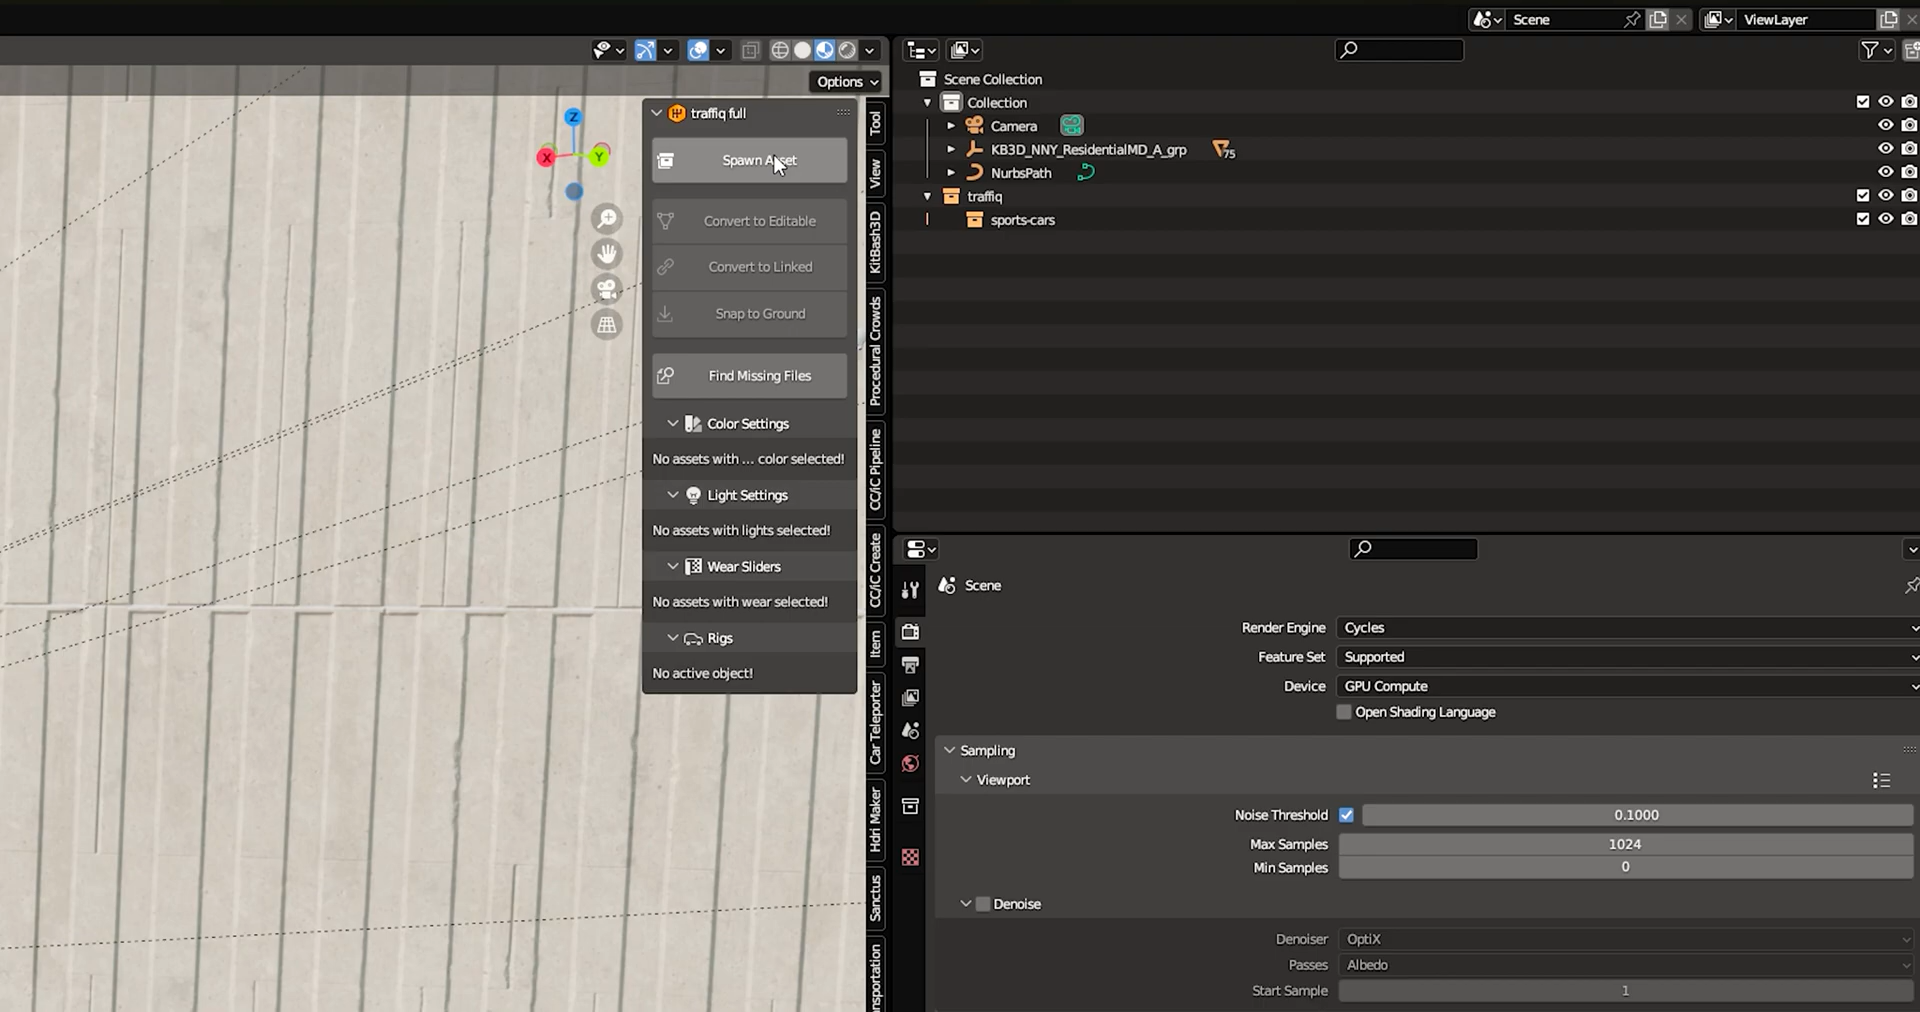 Scene
ViewLayer
Options
traffiq full
Spawn Asset
Convert to Editable
Convert to Linked
Snap to Ground
Find Missing Files
Color Settings
No assets with ... color selected!
Light Settings
No assets with lights selected!
Wear Sliders
No assets with wear selected!
Rigs
No active object!
Z
X
Y
Tool
View
KitBash3D
Procedural Crowds
CC/iC Pipeline
CC/iC Create
Item
Car Teleporter
Hdri Maker
Sanctus
nsportation
Scene Collection
Collection
Camera
KB3D_NNY_ResidentialMD_A_grp
75
NurbsPath
traffiq
sports-cars
Scene
Render Engine Cycles
Feature Set Supported
Device GPU Compute
Open Shading Language
Sampling
Viewport
Noise Threshold 0.1000
Max Samples 1024
Min Samples 0
Denoise
Denoiser OptiX
Passes Albedo
Start Sample 1